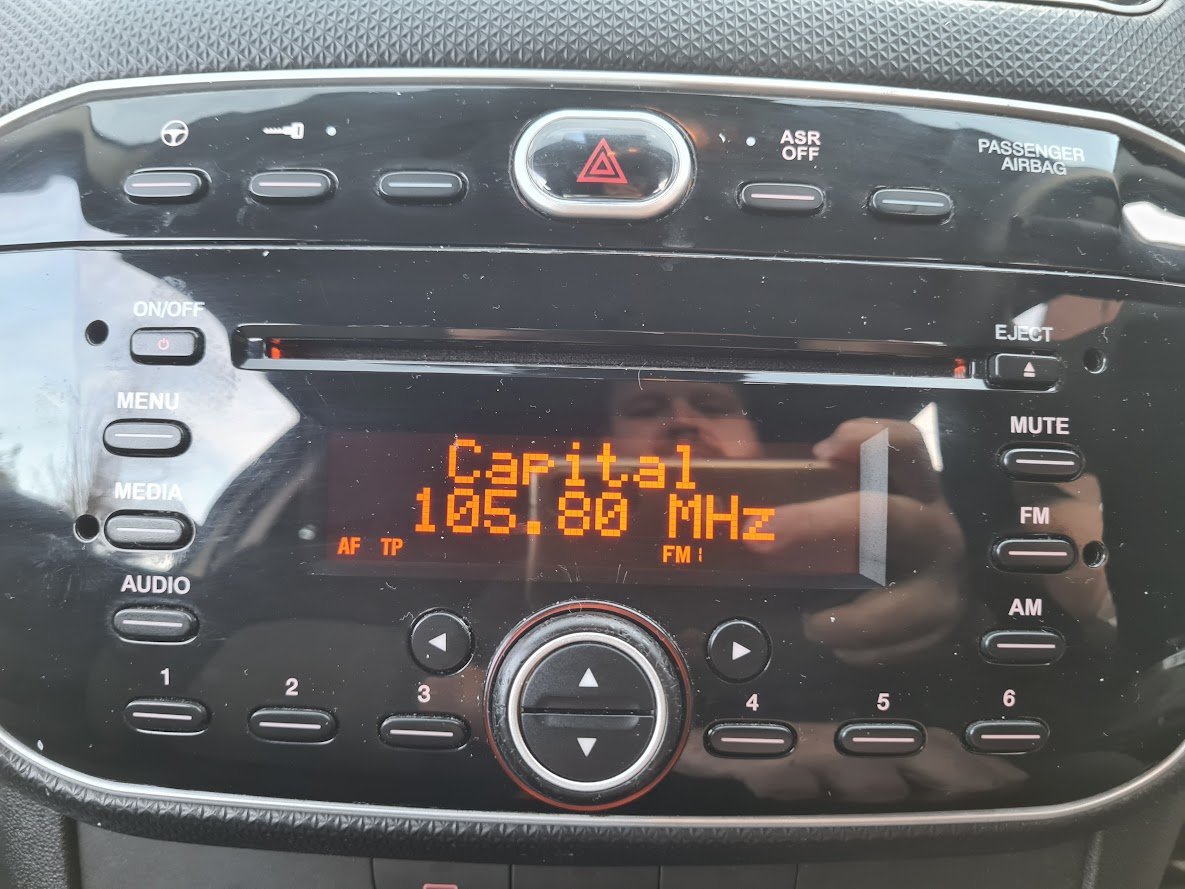 ASR
OFF
PASSENGER
AIRBAG
ON/OFF
EJECT
MENU
MUTE
MEDIA
FM
AUDIO
AM
Capital
105.80 MHz
AF TP
FM1
1
2
3
4
5
6